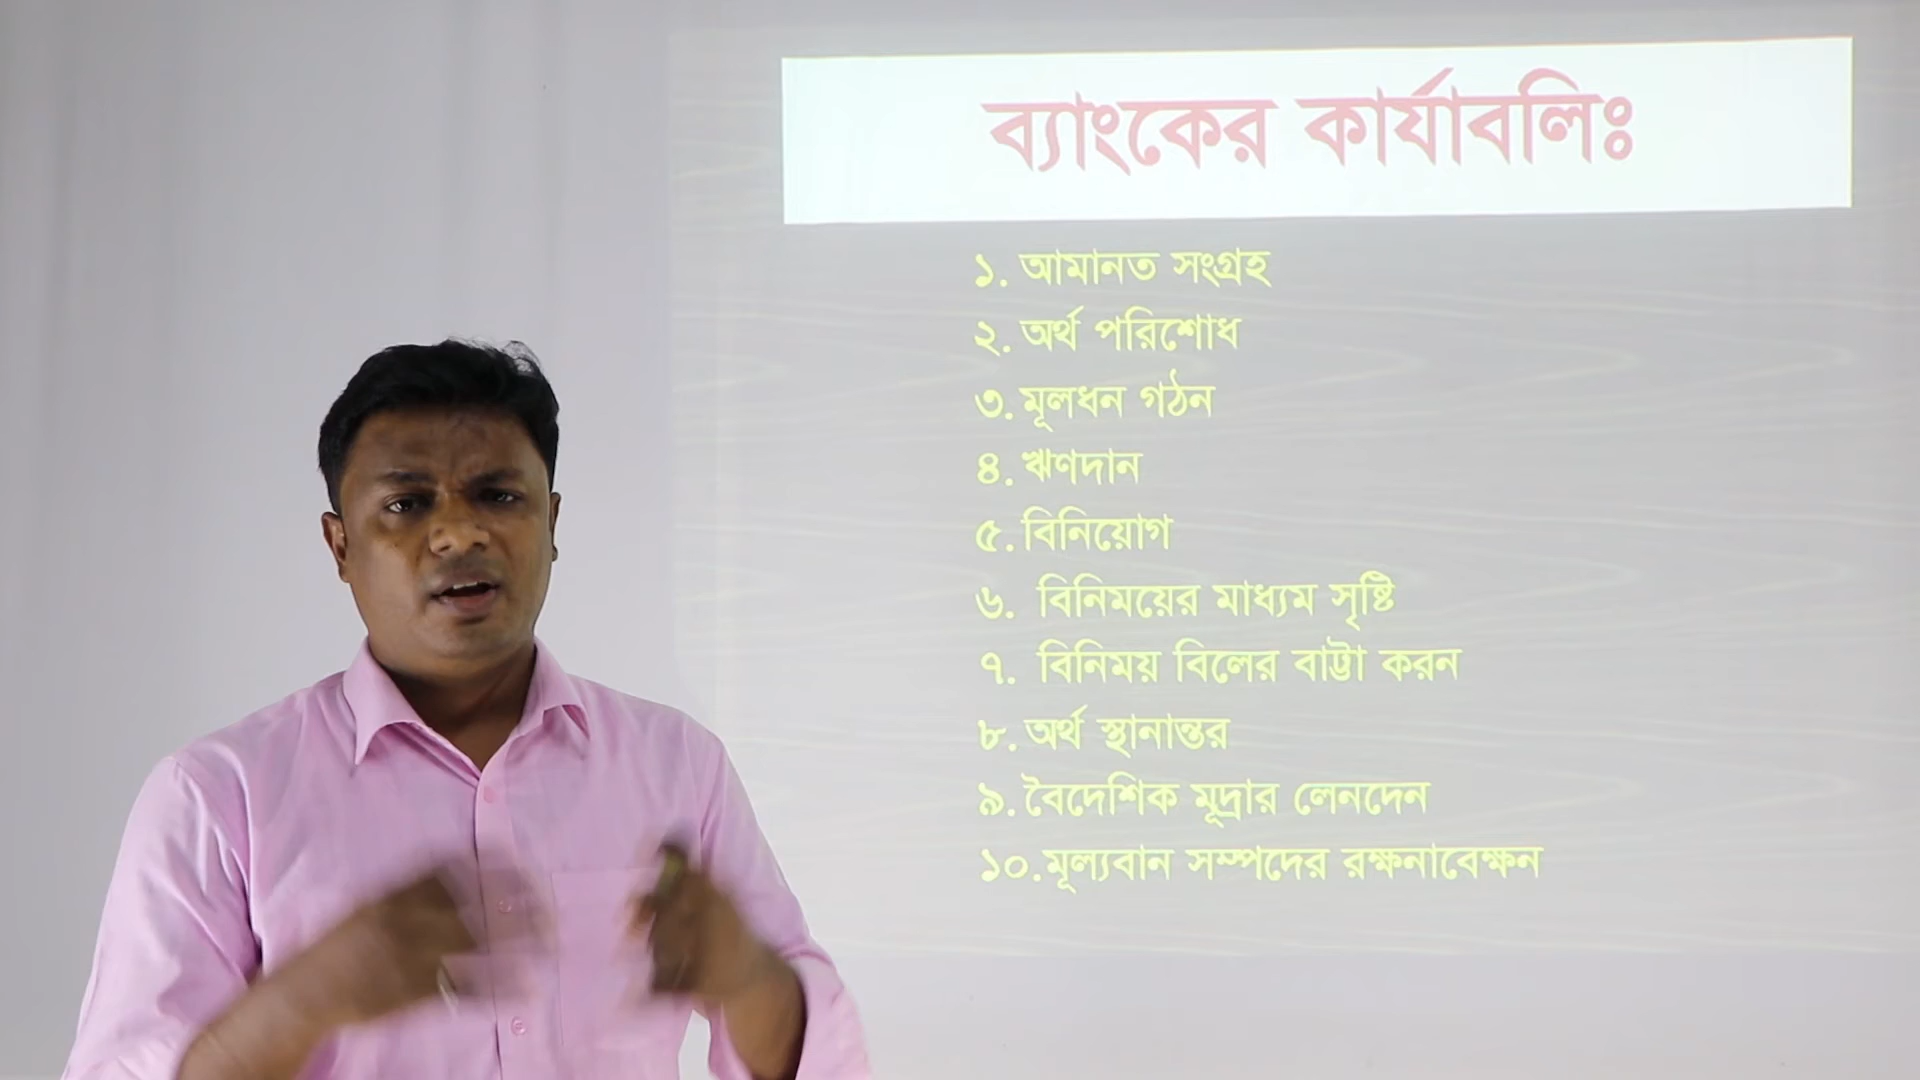 ব্যাংকের কার্যাবলিঃ
১. আমানত সংগ্রহ
২. অর্থ পরিশোধ
৩. মূলধন গঠন
৪. ঋণদান
৫. বিনিয়োগ
৬. বিনিময়ের মাধ্যম সৃষ্টি
৭. বিনিময় বিলের বাট্টা করন
৮. অর্থ স্থানান্তর
৯. বৈদেশিক মূদ্রার লেনদেন
১০. মূল্যবান সম্পদের রক্ষনাবেক্ষন